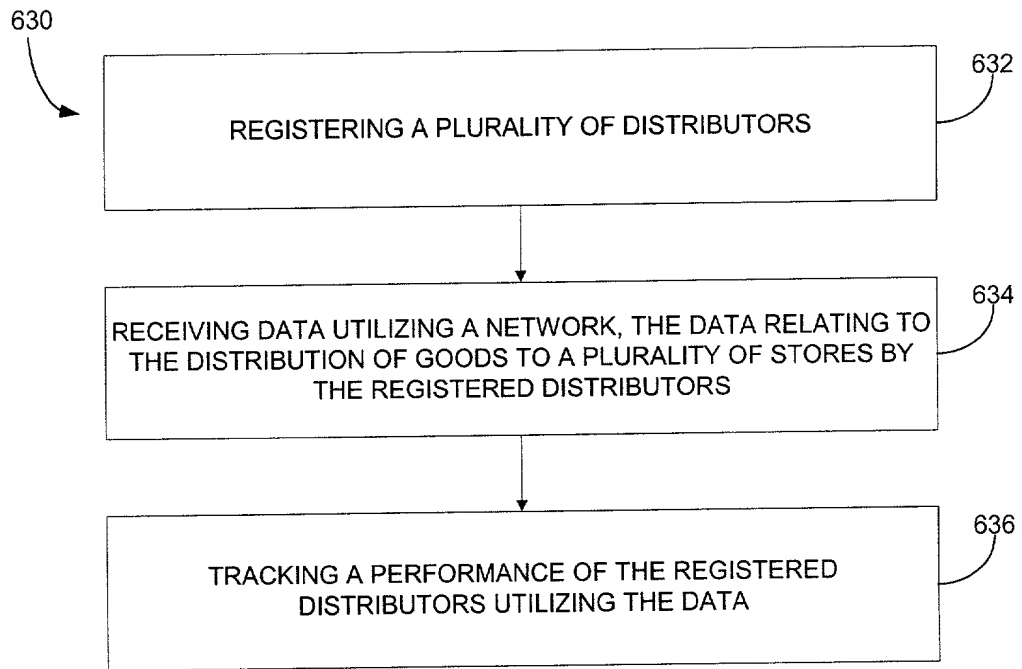 630
632
REGISTERING A PLURALITY OF DISTRIBUTORS
634
RECEIVING DATA UTILIZING A NETWORK, THE DATA RELATING TO
THE DISTRIBUTION OF GOODS TO A PLURALITY OF STORES BY
THE REGISTERED DISTRIBUTORS
636
TRACKING A PERFORMANCE OF THE REGISTERED
DISTRIBUTORS UTILIZING THE DATA